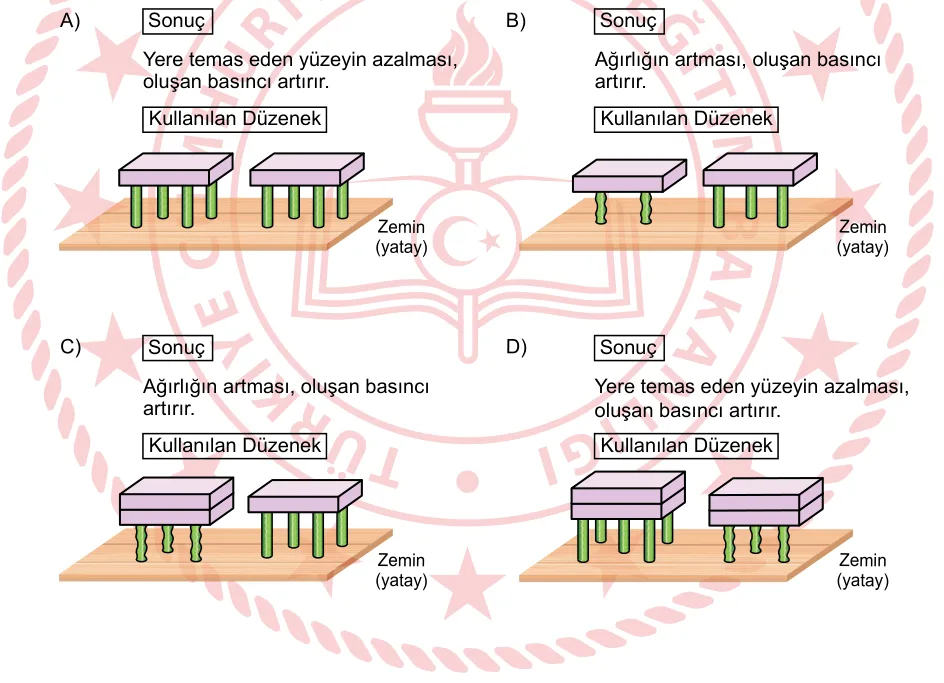 A)
Sonuç
Yere temas eden yüzeyin azalması,
oluşan basıncı artırır.
Kullanılan Düzenek
Zemin
(yatay)
B)
Sonuç
Ağırlığın artması, oluşan basıncı
artırır.
Kullanılan Düzenek
Zemin
(yatay)
C)
Sonuç
Ağırlığın artması, oluşan basıncı
artırır.
Kullanılan Düzenek
Zemin
(yatay)
D)
Sonuç
Yere temas eden yüzeyin azalması,
oluşan basıncı artırır.
Kullanılan Düzenek
Zemin
(yatay)